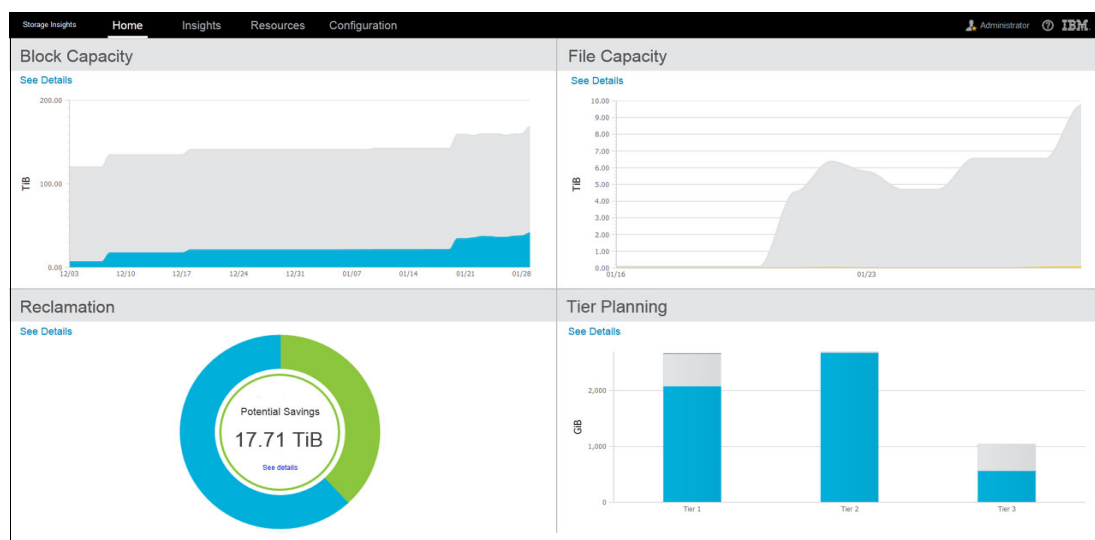 Storage Insights Home Insights Resources Configuration Administrator ? IBM.
Block Capacity
See Details
200.00
100.00
0.00
TiB
12/03 12/10 12/17 12/24 12/31 01/07 01/14 01/21 01/28
File Capacity
See Details
10.00
9.00
8.00
7.00
6.00
5.00
4.00
3.00
2.00
1.00
0.00
TiB
01/16 01/23
Reclamation
See Details
Potential Savings
17.71 TiB
See details
Tier Planning
See Details
2,000
1,000
0
GiB
Tier 1 Tier 2 Tier 3